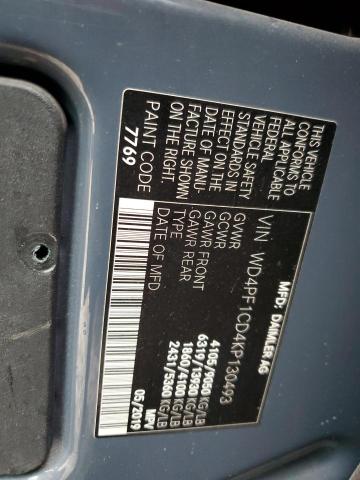 MFD: DAIMLER AG
VIN WD4PF1CD4KP130493
GVWR 4105/9050 KG/LB
GCWR 6319/13930 KG/LB
GAWR FRONT 1860/4100 KG/LB
GAWR REAR 2431/5360 KG/LB
TYPE MPV
DATE OF MFD 05/2019
THIS VEHICLE
CONFORMS TO
ALL APPLICABLE
FEDERAL
VEHICLE SAFETY
STANDARDS IN
EFFECT ON THE
DATE OF MANU-
FACTURE SHOWN
ON THE RIGHT.
PAINT CODE
7769